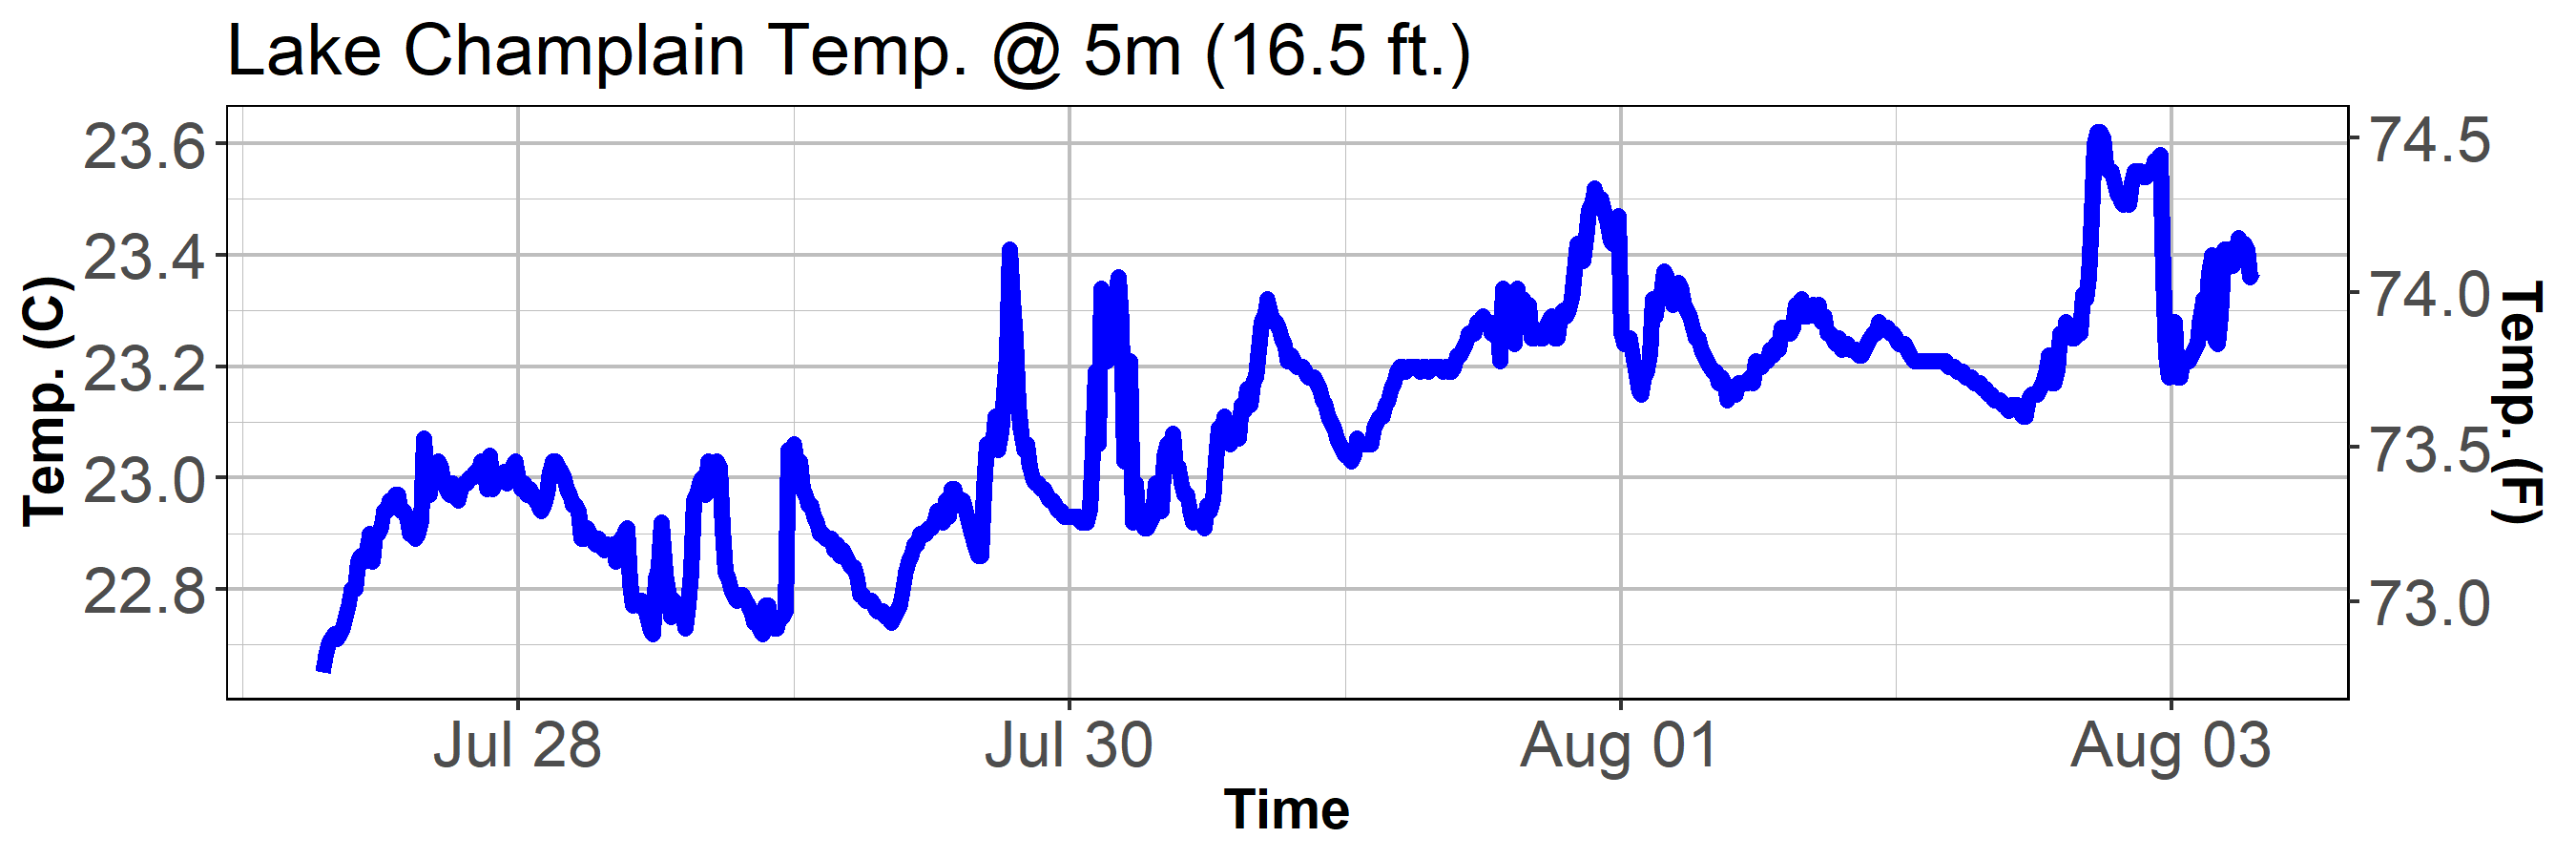 Lake Champlain Temp. @ 5m (16.5 ft.)
23.6
23.4
23.2
23.0
22.8
Temp. (C)
74.5
74.0
73.5
73.0
Temp. (F)
Jul 28
Jul 30
Aug 01
Aug 03
Time